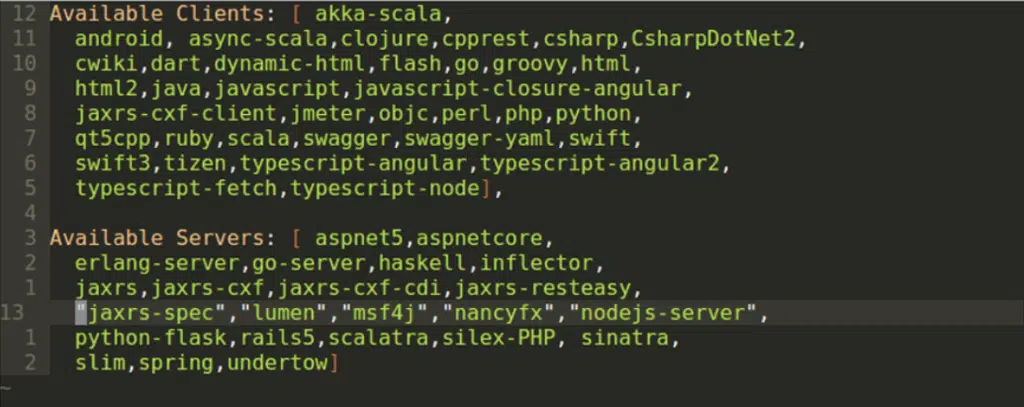 12 Available Clients: [ akka-scala,
11 android, async-scala,clojure,cpprest,csharp,CsharpDotNet2,
10 cwiki,dart,dynamic-html,flash,go,groovy,html,
9 html2,java,javascript,javascript-closure-angular,
8 jaxrs-cxf-client,jmeter,objc,perl,php,python,
7 qt5cpp,ruby,scala,swagger,swagger-yaml,swift,
6 swift3,tizen,typescript-angular,typescript-angular2,
5 typescript-fetch,typescript-node],
4
3 Available Servers: [ aspnet5,aspnetcore,
2 erlang-server,go-server,haskell,inflector,
1 jaxrs,jaxrs-cxf,jaxrs-cxf-cdi,jaxrs-resteasy,
13 "jaxrs-spec","lumen","msf4j","nancyfx","nodejs-server",
1 python-flask,rails5,scalatra,silex-PHP, sinatra,
2 slim,spring,undertow]
~